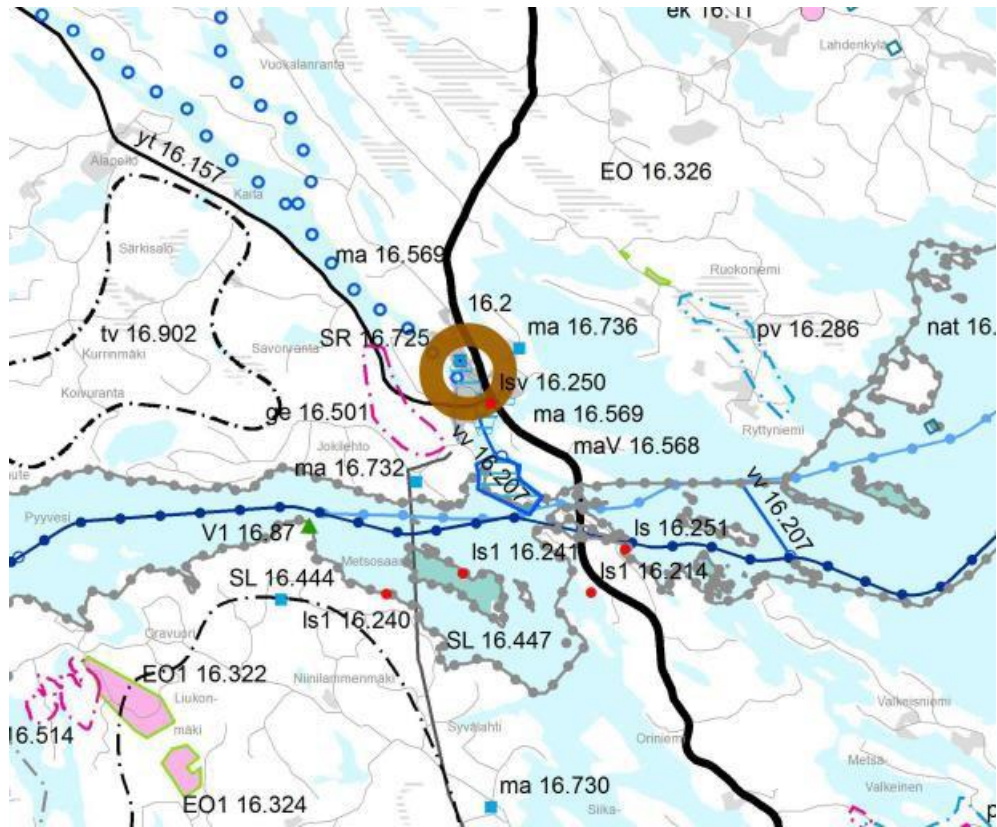 ek 16.11
Lahdenkylä
Vuokalanranta
yt 16.157
Alapeito
Kaita
EO 16.326
Särkisalo
ma 16.569
Ruokoniemi
16.2
tv 16.902
SR 16.725
ma 16.736
pv 16.286
nat 16.
Kurrinmäki
Savonranta
Koivuranta
lsv 16.250
ge 16.501
ma 16.569
Ryttyniemi
Jokilehto
vv 16.207
maV 16.568
ma 16.732
vv 16.207
Pyyvesi
V1 16.87
ls 16.251
ls1 16.241
Metsosaa
SL 16.444
ls1 16.214
ls1 16.240
SL 16.447
Oravuori
EO1 16.322
Liukon-
mäki
Niinilammenmäki
16.514
Syvälahti
Valkeisniemi
Oriniem
Metsä-
Valkeinen
EO1 16.324
ma 16.730
Siika-
p